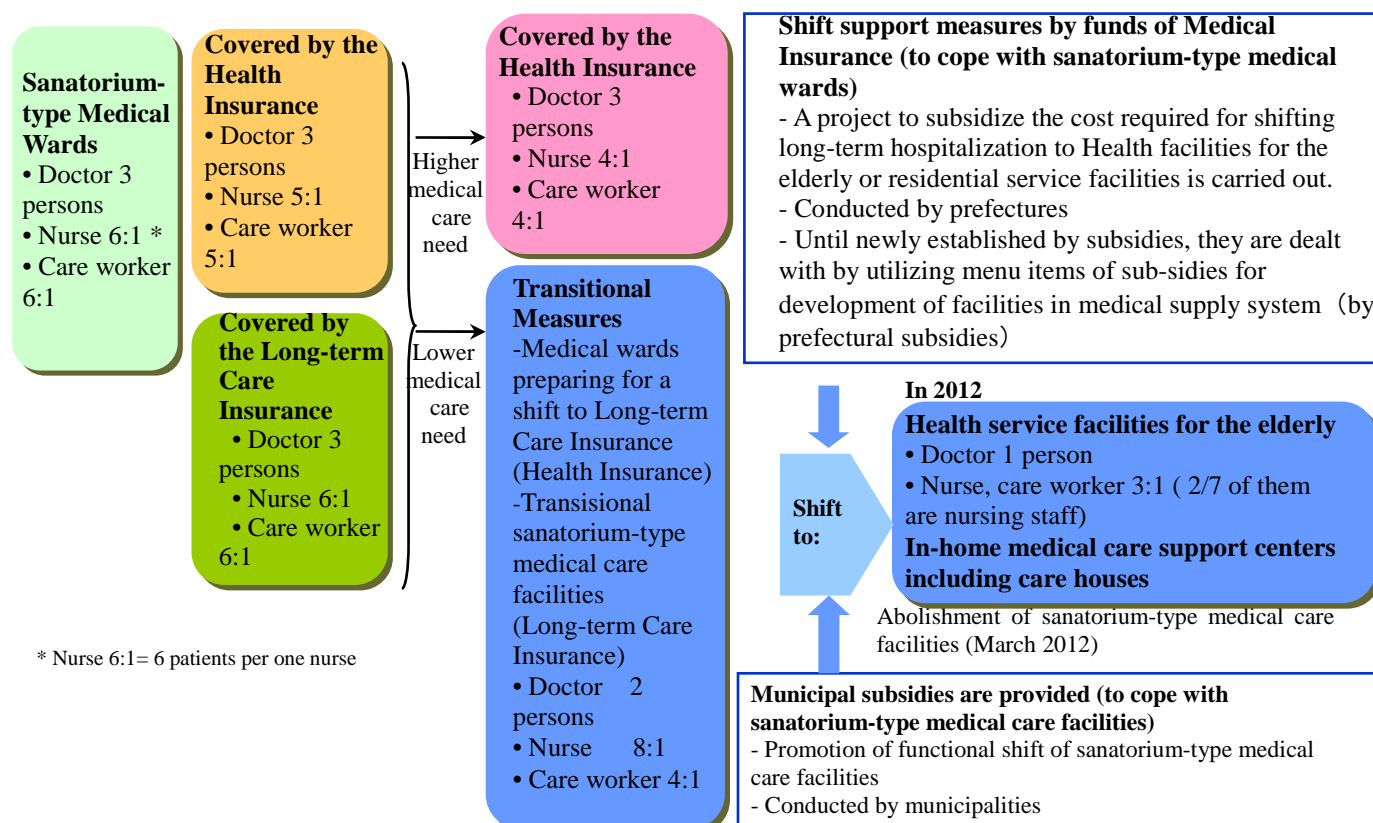 Sanatorium-
type Medical
Wards
• Doctor 3
persons
• Nurse 6:1 *
• Care worker
6:1
Covered by the
Health
Insurance
• Doctor 3
persons
• Nurse 5:1
• Care worker
5:1
Covered by
the Long-term
Care
Insurance
• Doctor 3
persons
• Nurse 6:1
• Care worker
6:1
* Nurse 6:1= 6 patients per one nurse
Higher
medical
care
need
Lower
medical
care
need
Covered by the
Health Insurance
• Doctor 3
persons
• Nurse 4:1
• Care worker
4:1
Transitional
Measures
-Medical wards
preparing for a
shift to Long-term
Care Insurance
(Health Insurance)
-Transisional
sanatorium-type
medical care
facilities
(Long-term Care
Insurance)
• Doctor 2
persons
• Nurse 8:1
• Care worker 4:1
Shift support measures by funds of Medical
Insurance (to cope with sanatorium-type medical
wards)
- A project to subsidize the cost required for shifting
long-term hospitalization to Health facilities for the
elderly or residential service facilities is carried out.
- Conducted by prefectures
- Until newly established by subsidies, they are dealt
with by utilizing menu items of sub-sidies for
development of facilities in medical supply system（by
prefectural subsidies）
Shift
to:
In 2012
Health service facilities for the elderly
• Doctor 1 person
• Nurse, care worker 3:1 ( 2/7 of them
are nursing staff)
In-home medical care support centers
including care houses
Abolishment of sanatorium-type medical care
facilities (March 2012)
Municipal subsidies are provided (to cope with
sanatorium-type medical care facilities)
- Promotion of functional shift of sanatorium-type medical
care facilities
- Conducted by municipalities